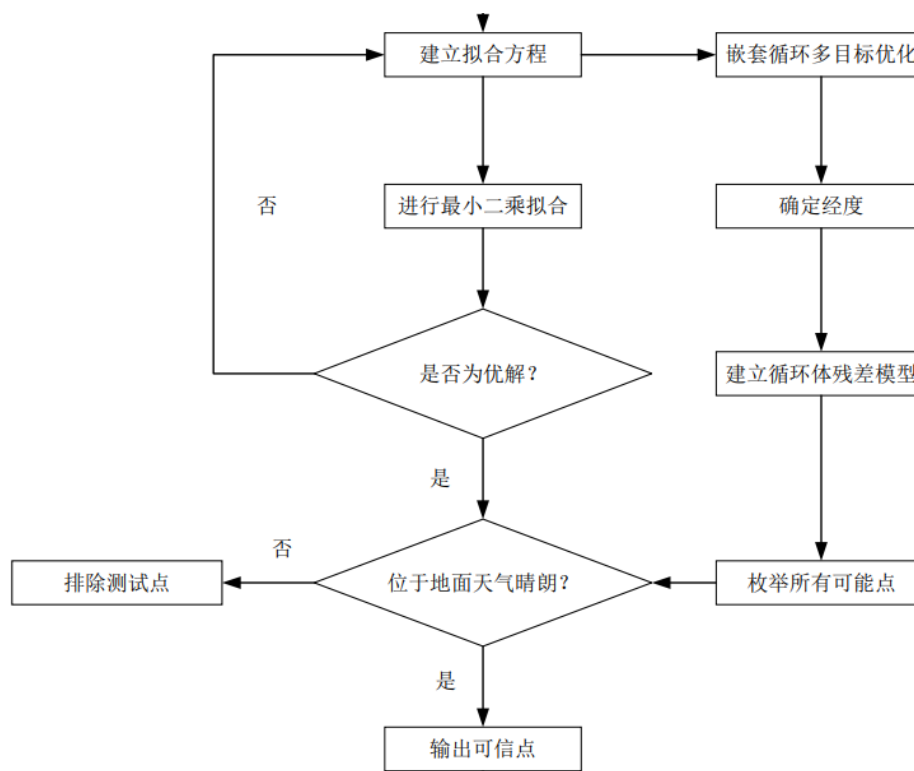 建立拟合方程
嵌套循环多目标优化
否
进行最小二乘拟合
确定经度
是否为优解？
建立循环体残差模型
是
否
排除测试点
位于地面天气晴朗？
枚举所有可能点
是
输出可信点